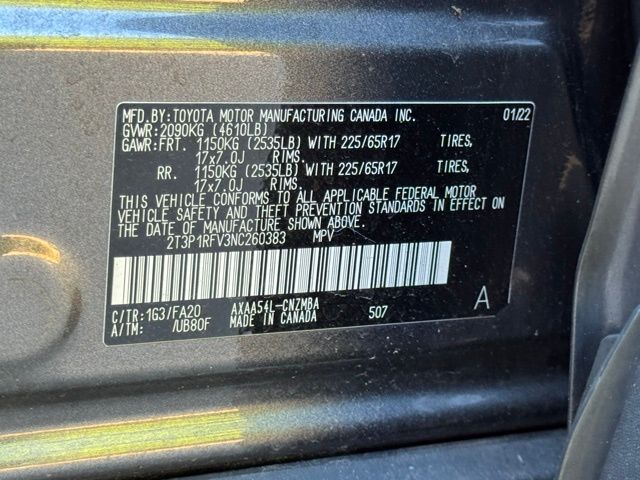 MFD.BY:TOYOTA MOTOR MANUFACTURING CANADA INC. 01/22
GVWR:2090KG (4610LB)
GAWR:FRT. 1150KG (2535LB) WITH 225/65R17 TIRES,
17x7.0J RIMS.
RR. 1150KG (2535LB) WITH 225/65R17 TIRES,
17x7.0J RIMS.
THIS VEHICLE CONFORMS TO ALL APPLICABLE FEDERAL MOTOR
VEHICLE SAFETY AND THEFT PREVENTION STANDARDS IN EFFECT ON
THE DATE OF MANUFACTURE SHOWN ABOVE.
2T3P1RFV3NC260383 MPV
C/TR:1G3/FA20 AXAA54L-CNZMBA
A/TM: /UB80F MADE IN CANADA 507 A